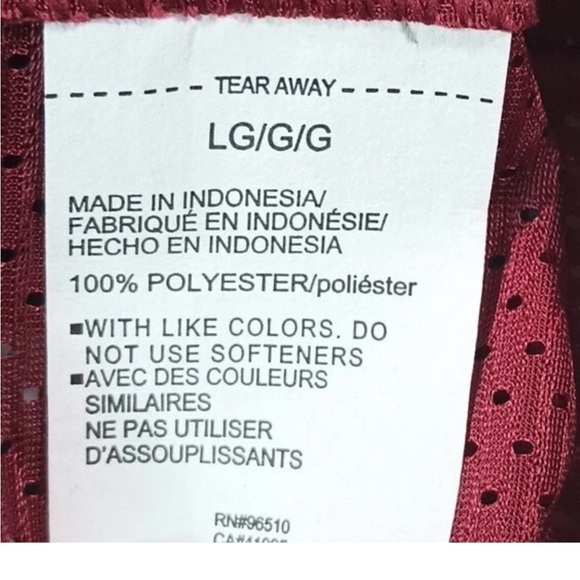 TEAR AWAY
LG/G/G
MADE IN INDONESIA/
FABRIQUÉ EN INDONÉSIE/
HECHO EN INDONESIA
100% POLYESTER/poliéster
WITH LIKE COLORS. DO
NOT USE SOFTENERS
AVEC DES COULEURS
SIMILAIRES
NE PAS UTILISER
D'ASSOUPLISSANTS
RN#96510